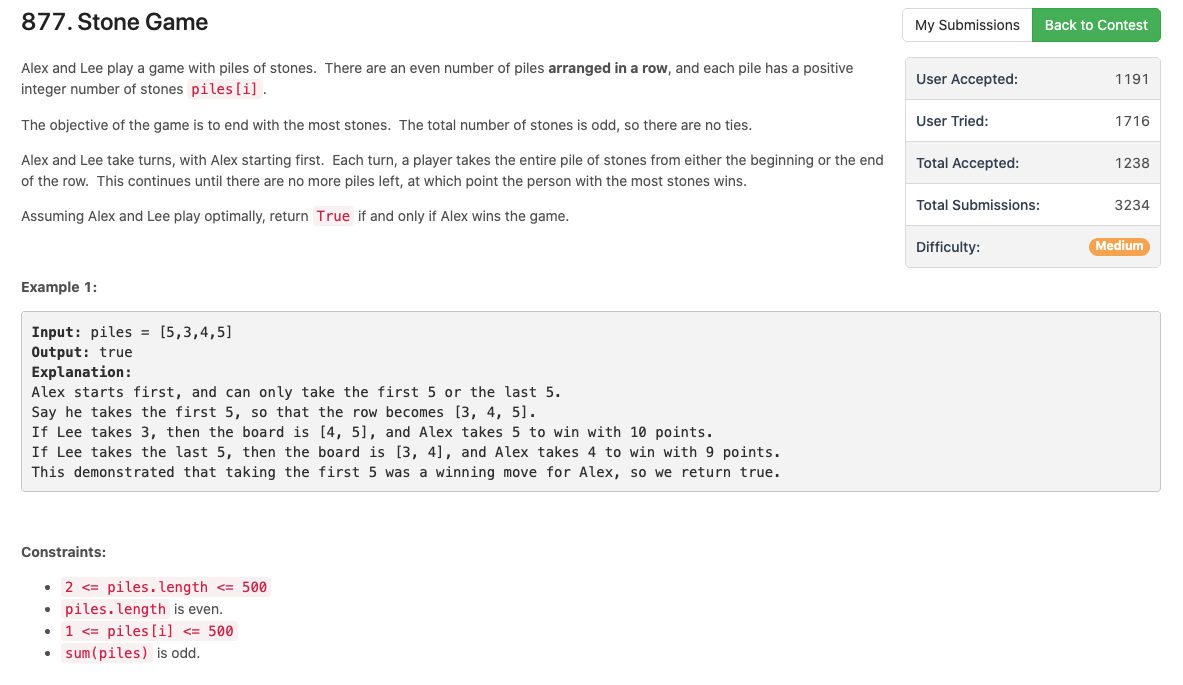 877. Stone Game
My Submissions
Back to Contest
Alex and Lee play a game with piles of stones.  There are an even number of piles arranged in a row, and each pile has a positive
integer number of stones piles[i].
The objective of the game is to end with the most stones.  The total number of stones is odd, so there are no ties.
Alex and Lee take turns, with Alex starting first.  Each turn, a player takes the entire pile of stones from either the beginning or the end
of the row.  This continues until there are no more piles left, at which point the person with the most stones wins.
Assuming Alex and Lee play optimally, return True if and only if Alex wins the game.
User Accepted: 1191
User Tried: 1716
Total Accepted: 1238
Total Submissions: 3234
Difficulty: Medium
Example 1:
Input: piles = [5,3,4,5]
Output: true
Explanation:
Alex starts first, and can only take the first 5 or the last 5.
Say he takes the first 5, so that the row becomes [3, 4, 5].
If Lee takes 3, then the board is [4, 5], and Alex takes 5 to win with 10 points.
If Lee takes the last 5, then the board is [3, 4], and Alex takes 4 to win with 9 points.
This demonstrated that taking the first 5 was a winning move for Alex, so we return true.
Constraints:
• 2 <= piles.length <= 500
• piles.length is even.
• 1 <= piles[i] <= 500
• sum(piles) is odd.